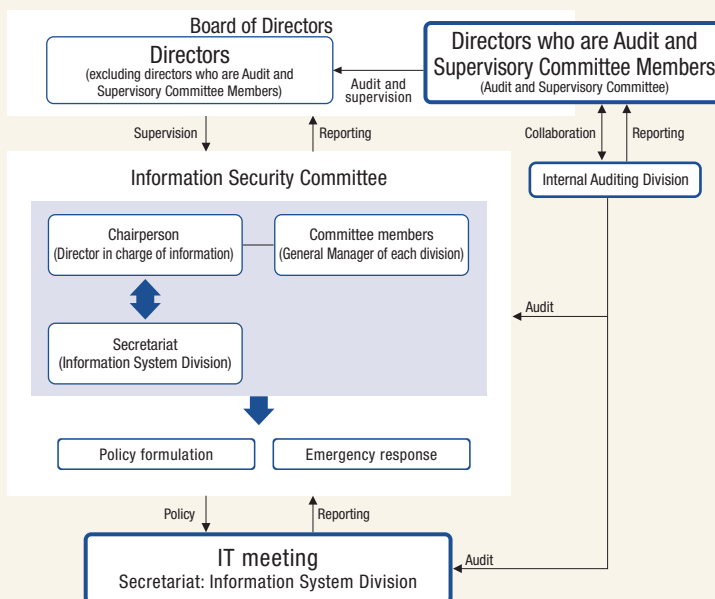 Board of Directors
Directors
(excluding directors who are Audit and
Supervisory Committee Members)
Audit and
supervision
Directors who are Audit and
Supervisory Committee Members
(Audit and Supervisory Committee)
Supervision
Reporting
Collaboration
Reporting
Information Security Committee
Internal Auditing Division
Chairperson
(Director in charge of information)
Committee members
(General Manager of each division)
Secretariat
(Information System Division)
Audit
Policy formulation
Emergency response
Policy
Reporting
IT meeting
Secretariat: Information System Division
Audit